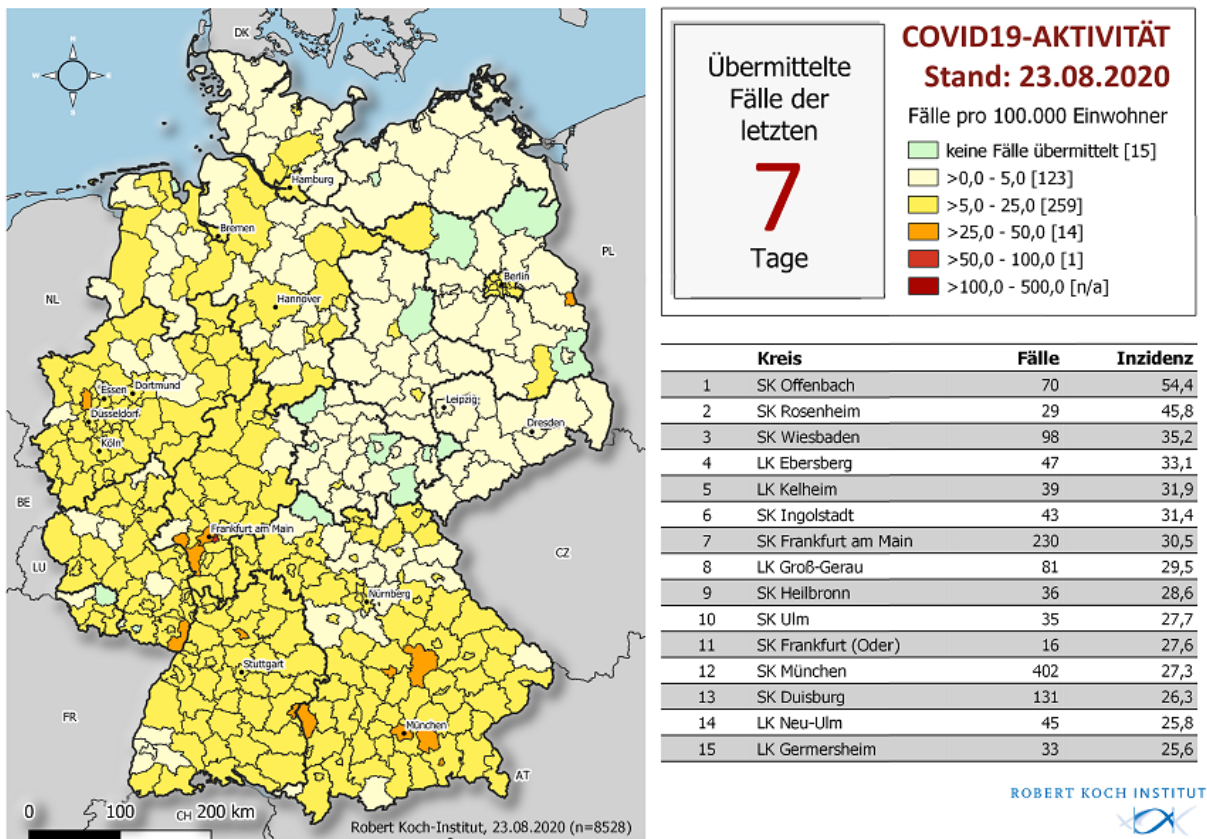 DK
N
W
E
S
Hamburg
Bremen
PL
Berlin
NL
Hannover
Essen
Dortmund
Düsseldorf
Leipzig
Dresden
Köln
BE
Frankfurt am Main
CZ
LU
Nürnberg
Stuttgart
FR
München
AT
0 100 CH 200 km
Robert Koch-Institut, 23.08.2020 (n=8528)
Übermittelte
Fälle der
letzten
7
Tage
COVID19-AKTIVITÄT
Stand: 23.08.2020
Fälle pro 100.000 Einwohner
keine Fälle übermittelt [15]
>0,0 - 5,0 [123]
>5,0 - 25,0 [259]
>25,0 - 50,0 [14]
>50,0 - 100,0 [1]
>100,0 - 500,0 [n/a]
Kreis Fälle Inzidenz
1 SK Offenbach 70 54,4
2 SK Rosenheim 29 45,8
3 SK Wiesbaden 98 35,2
4 LK Ebersberg 47 33,1
5 LK Kelheim 39 31,9
6 SK Ingolstadt 43 31,4
7 SK Frankfurt am Main 230 30,5
8 LK Groß-Gerau 81 29,5
9 SK Heilbronn 36 28,6
10 SK Ulm 35 27,7
11 SK Frankfurt (Oder) 16 27,6
12 SK München 402 27,3
13 SK Duisburg 131 26,3
14 LK Neu-Ulm 45 25,8
15 LK Germersheim 33 25,6
ROBERT KOCH INSTITUT